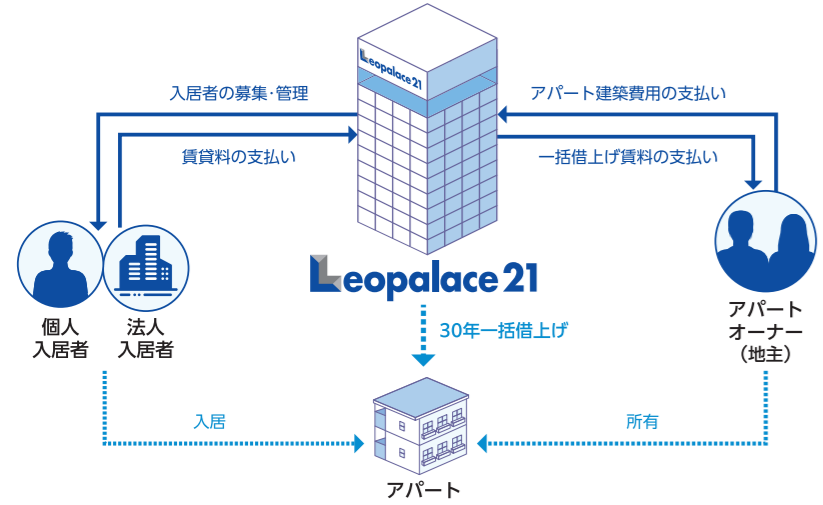 Leopalace21
入居者の募集・管理
アパート建築費用の支払い
賃貸料の支払い
一括借上げ賃料の支払い
Leopalace21
個人
入居者
法人
入居者
アパート
オーナー
（地主）
30年一括借上げ
入居
所有
アパート